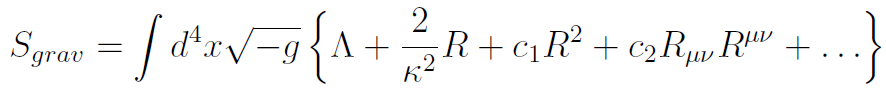 $S_{grav} = \int d^4x \sqrt{-g} \left\{ \Lambda + \frac{2}{\kappa^2} R + c_1 R^2 + c_2 R_{\mu\nu} R^{\mu\nu} + \ldots \right\}$